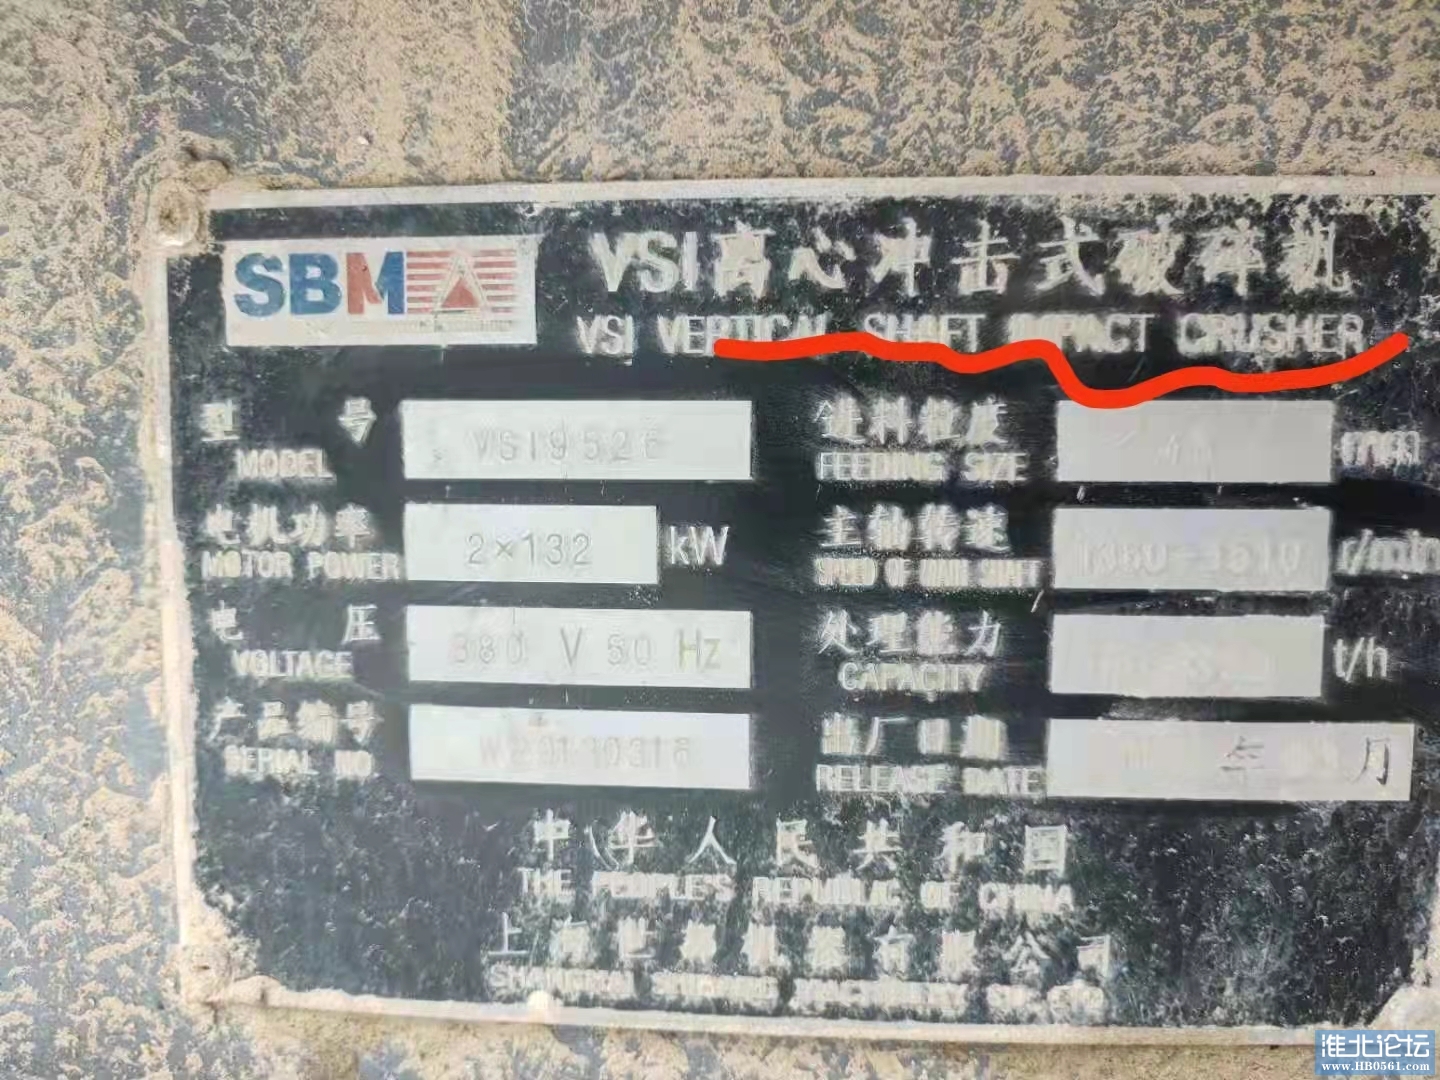 SBM
VSI离心冲击式破碎机
VSI VERTICAL SHAFT IMPACT CRUSHER
型 号
MODEL
VSI9526
进料粒度
FEEDING SIZE
mm
电机功率
MOTOR POWER
2×132
kW
主轴转速
SPEED OF MAIN SHAFT
r/min
电 压
VOLTAGE
380 V 50 Hz
处理能力
CAPACITY
t/h
产品编号
SERIAL NO
出厂日期
RELEASE DATE
年 月
中华人民共和国
THE PEOPLE'S REPUBLIC OF CHINA
上海世邦机器有限公司
SHANGHAI MACHINERY CO.,LTD
淮北论坛
www.HB0561.com